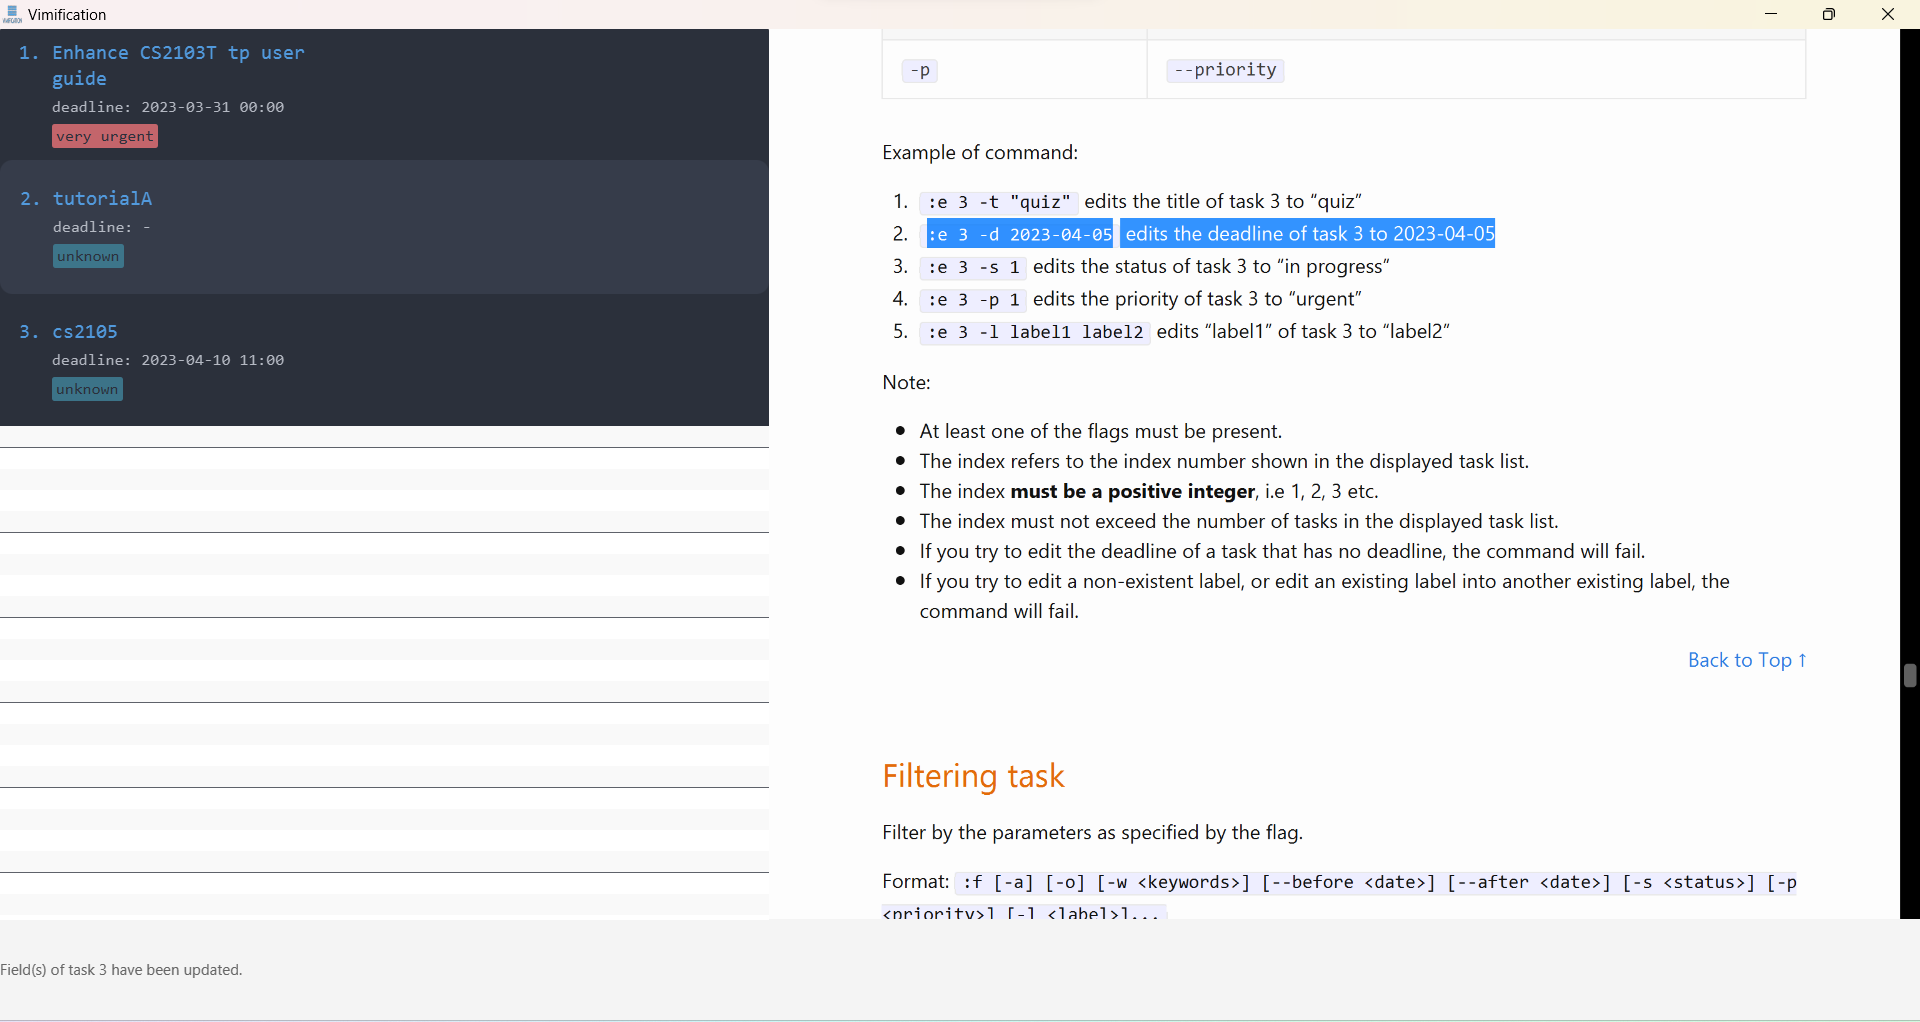 Vimification
1. Enhance CS2103T tp user
guide
deadline: 2023-03-31 00:00
very urgent
2. tutorialA
deadline: -
unknown
3. cs2105
deadline: 2023-04-10 11:00
unknown
-p --priority
Example of command:
1. :e 3 -t "quiz" edits the title of task 3 to “quiz”
2. :e 3 -d 2023-04-05 edits the deadline of task 3 to 2023-04-05
3. :e 3 -s 1 edits the status of task 3 to “in progress”
4. :e 3 -p 1 edits the priority of task 3 to “urgent”
5. :e 3 -l label1 label2 edits “label1” of task 3 to “label2”
Note:
• At least one of the flags must be present.
• The index refers to the index number shown in the displayed task list.
• The index must be a positive integer, i.e 1, 2, 3 etc.
• The index must not exceed the number of tasks in the displayed task list.
• If you try to edit the deadline of a task that has no deadline, the command will fail.
• If you try to edit a non-existent label, or edit an existing label into another existing label, the
command will fail.
Back to Top ↑
Filtering task
Filter by the parameters as specified by the flag.
Format: :f [-a] [-o] [-w <keywords>] [--before <date>] [--after <date>] [-s <status>] [-p
<priority>] [-l <label>]...
Field(s) of task 3 have been updated.